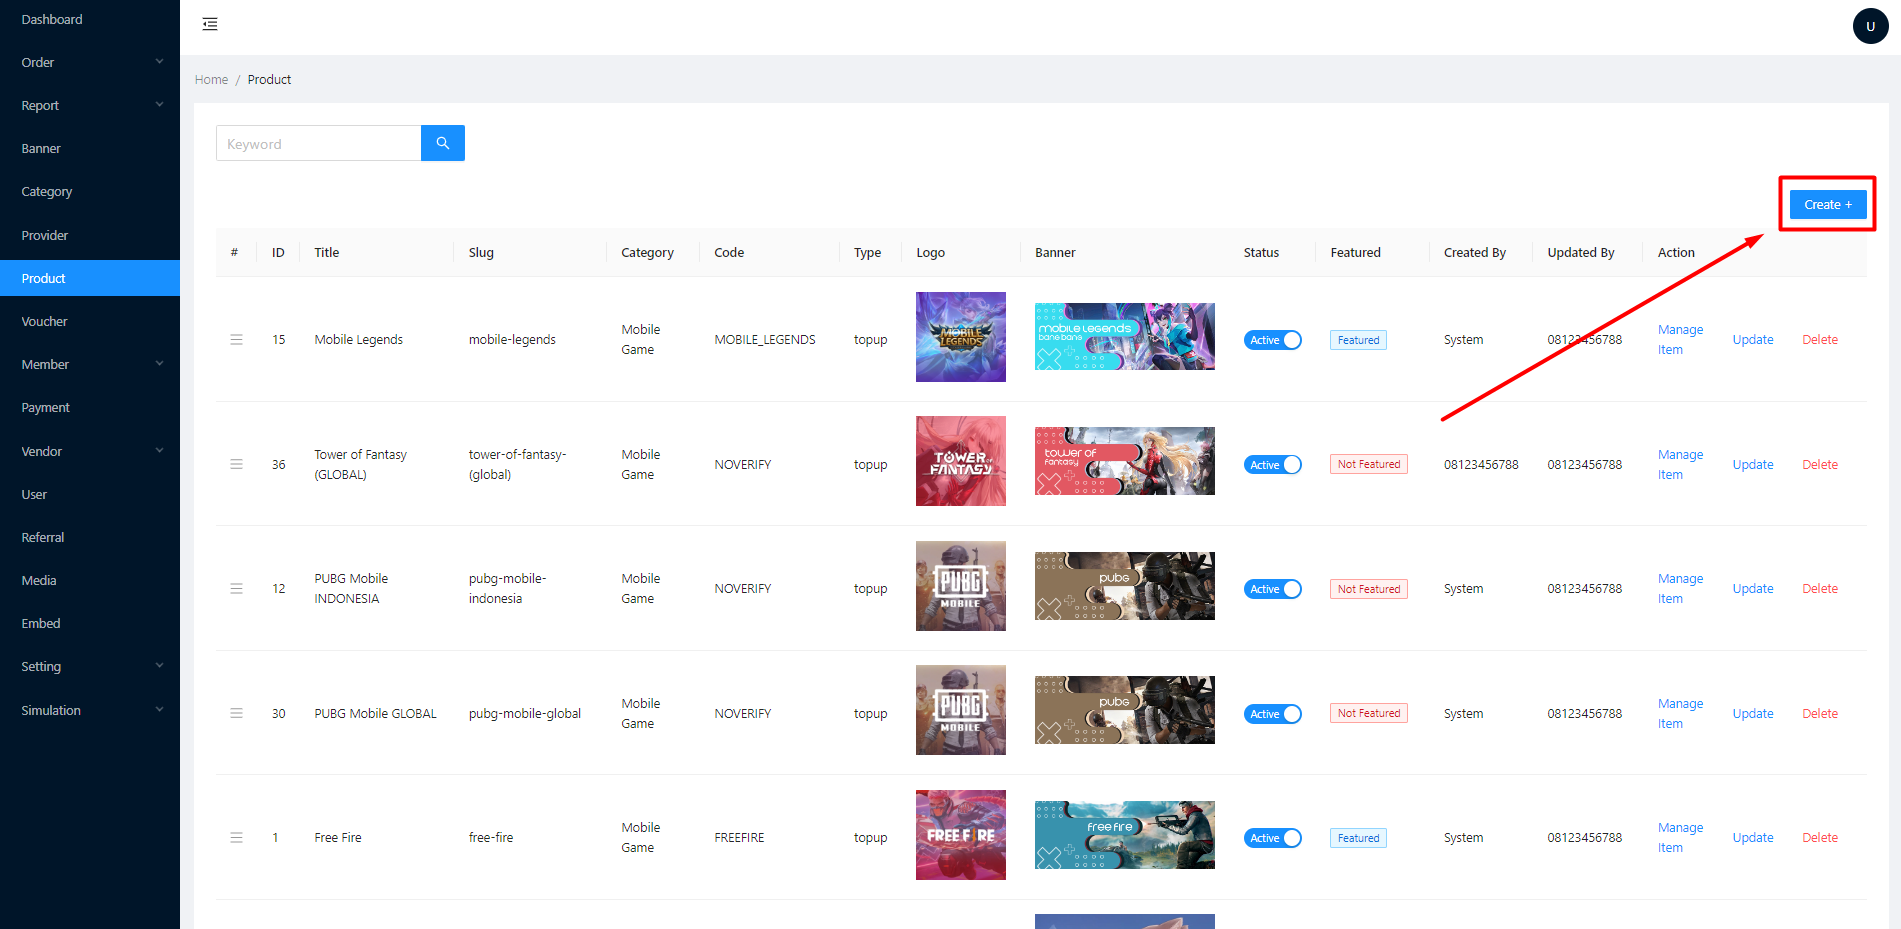 Dashboard
Order
Report
Banner
Category
Provider
Product
Voucher
Member
Payment
Vendor
User
Referral
Media
Embed
Setting
Simulation
U
Home / Product
Keyword
Create +
# ID Title Slug Category Code Type Logo Banner Status Featured Created By Updated By Action
15 Mobile Legends mobile-legends Mobile Game MOBILE_LEGENDS topup
MOBILE LEGENDS
mobile legends
bang bang
Active Featured System 08123456788 Manage Item Update Delete
36 Tower of Fantasy (GLOBAL) tower-of-fantasy-(global) Mobile Game NOVERIFY topup
TOWER OF FANTASY
tower of
fantasy
Active Not Featured 08123456788 08123456788 Manage Item Update Delete
12 PUBG Mobile INDONESIA pubg-mobile-indonesia Mobile Game NOVERIFY topup
PUBG MOBILE
pubg
Active Not Featured System 08123456788 Manage Item Update Delete
30 PUBG Mobile GLOBAL pubg-mobile-global Mobile Game NOVERIFY topup
PUBG MOBILE
pubg
Active Not Featured System 08123456788 Manage Item Update Delete
1 Free Fire free-fire Mobile Game FREEFIRE topup
FREE FIRE
free fire
Active Featured System 08123456788 Manage Item Update Delete